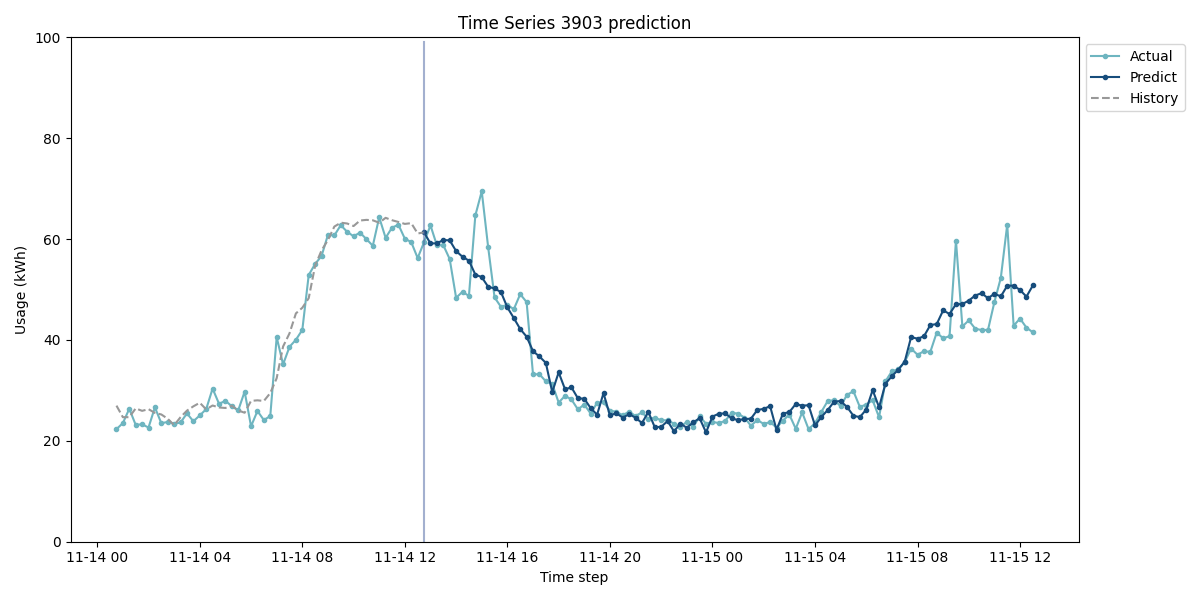 Time Series 3903 prediction
100
80
60
40
20
0
Usage (kWh)
11-14 00 11-14 04 11-14 08 11-14 12 11-14 16 11-14 20 11-15 00 11-15 04 11-15 08 11-15 12
Time step
Actual
Predict
History